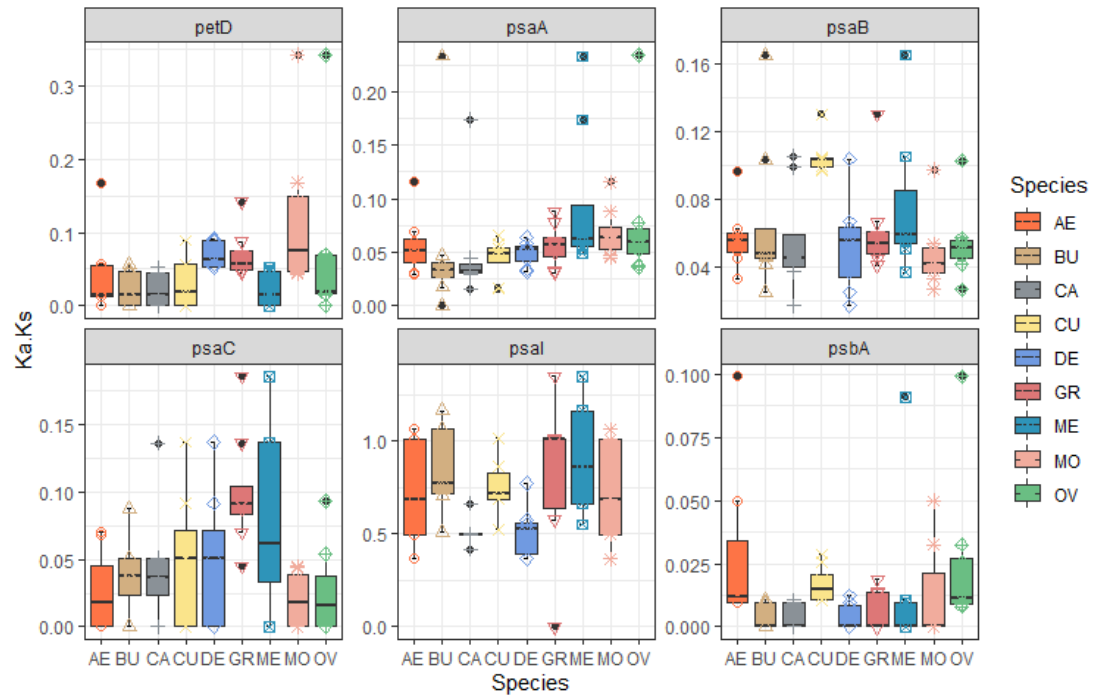 petD psaA psaB
0.3
0.2
0.1
0.0
0.20
0.15
0.10
0.05
0.00
0.16
0.12
0.08
0.04
Ka.Ks
psaC psaI psbA
0.15
0.10
0.05
0.00
1.0
0.5
0.0
0.100
0.075
0.050
0.025
0.000
AE BU CA CU DE GR ME MO OV
AE BU CA CU DE GR ME MO OV
AE BU CA CU DE GR ME MO OV
Species
Species
AE
BU
CA
CU
DE
GR
ME
MO
OV